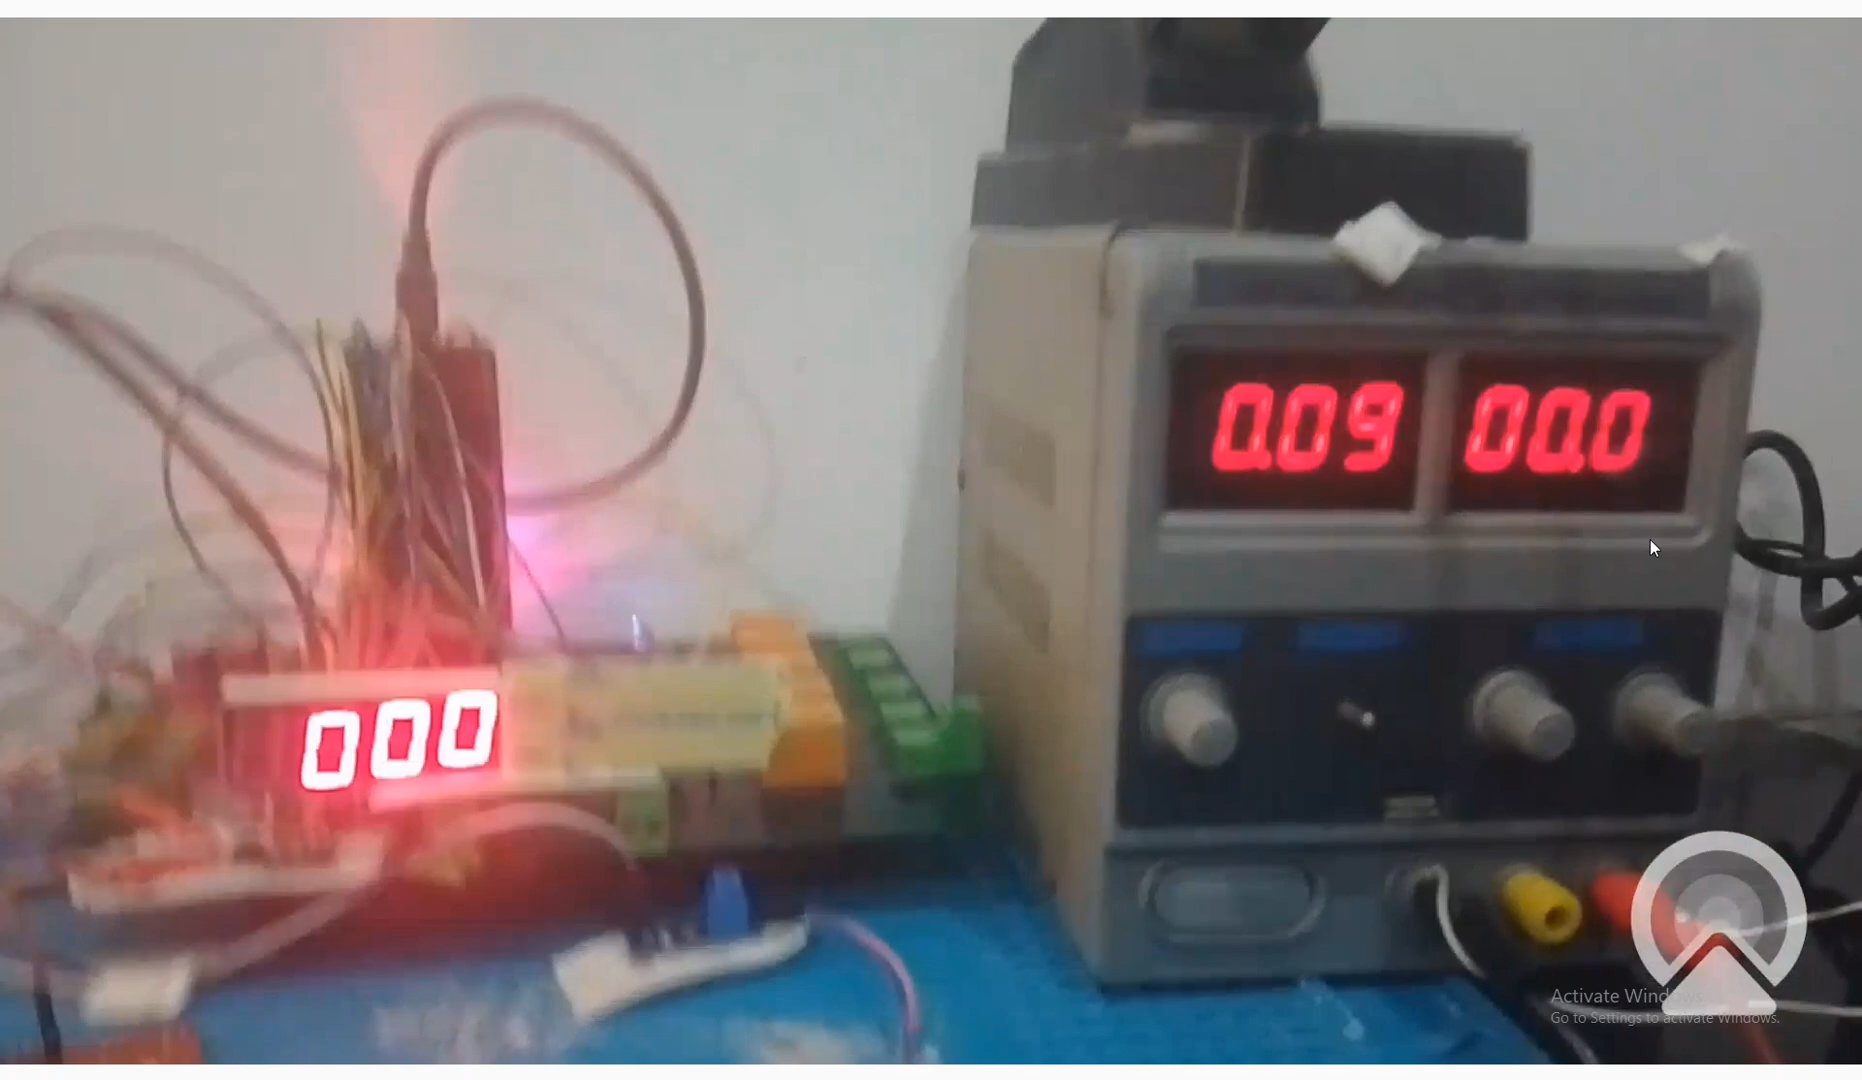 0.09 00.0
000
Activate Windows
Go to Settings to activate Windows.